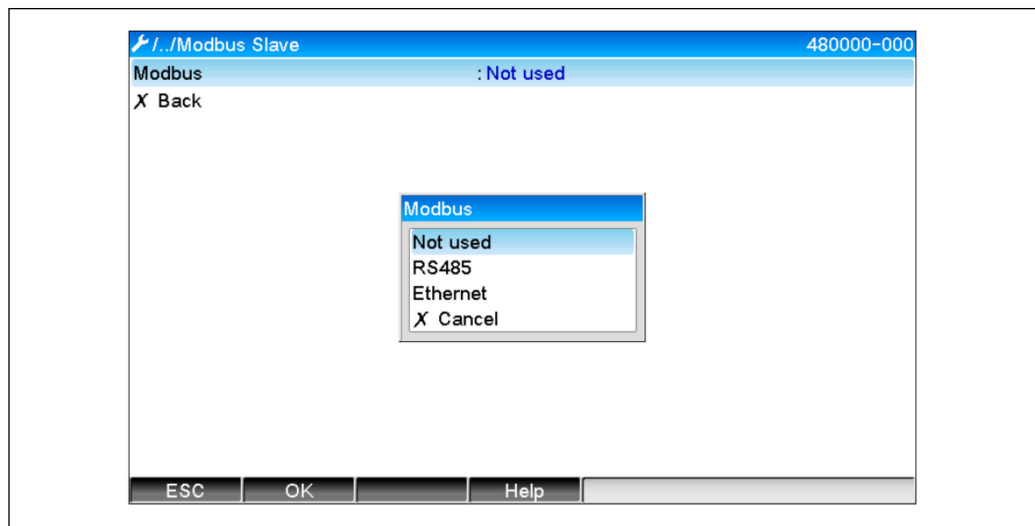 /../Modbus Slave 480000-000
Modbus : Not used
X Back
Modbus
Not used
RS485
Ethernet
X Cancel
ESC OK Help